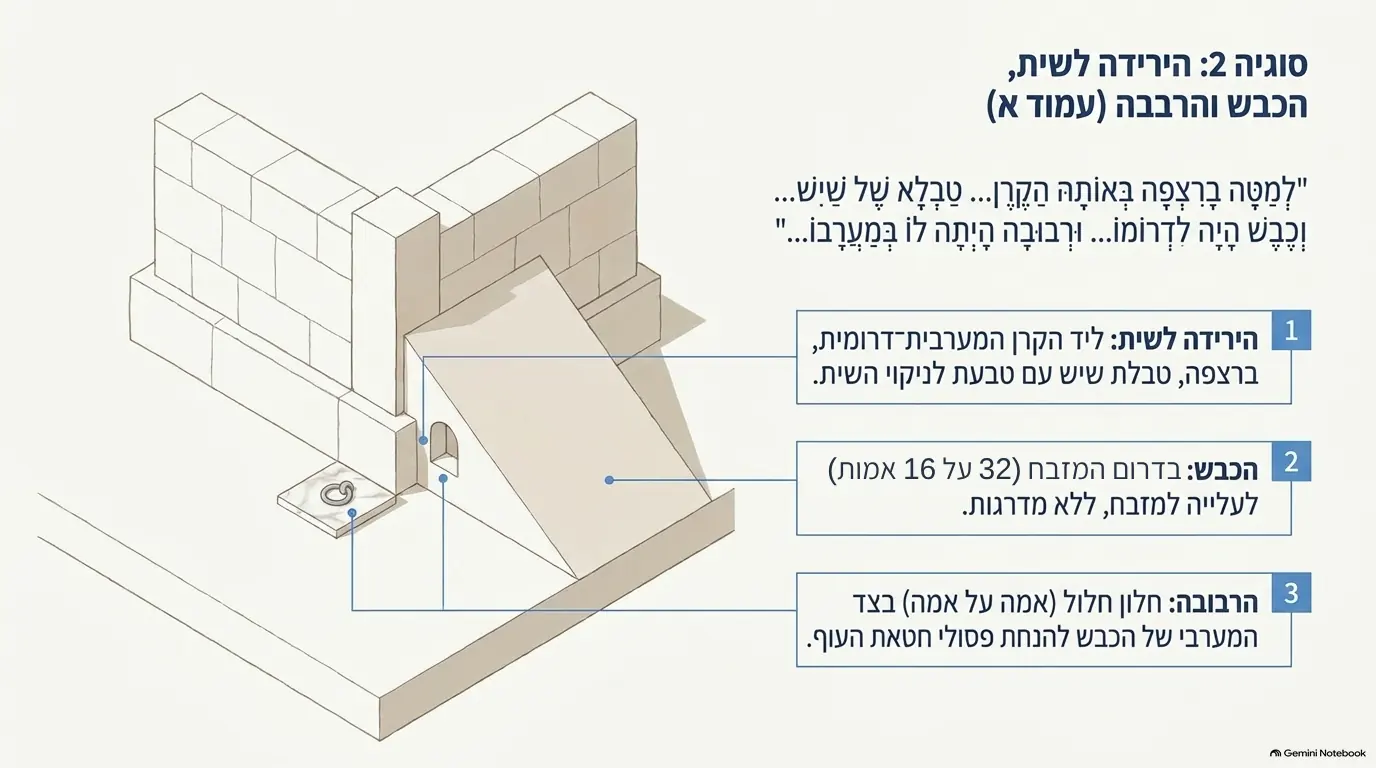 סוגיה 2: הירידה לשית,
הכבש והרבבה (עמוד א)
"לְמַטָּה בָרִצְפָה בְּאוֹתָהּ הַקֶרֶן... טַבְלָא שֶׁל שַׁיִשׁ...
וְכֶבֶשׁ הָיָה לִדְרוֹמוֹ... וּרְבוּבָה הָיְתָה לוֹ בְּמַעֲרָבוֹ..."
1
הירידה לשית: ליד הקרן המערבית־דרומית,
ברצפה, טבלת שיש עם טבעת לניקוי השית.
2
הכבש: בדרום המזבח (32 על 16 אמות)
לעלייה למזבח, ללא מדרגות.
3
הרבובה: חלון חלול (אמה על אמה) בצד
המערבי של הכבש להנחת פסולי חטאת העוף.
Gemini Notebook